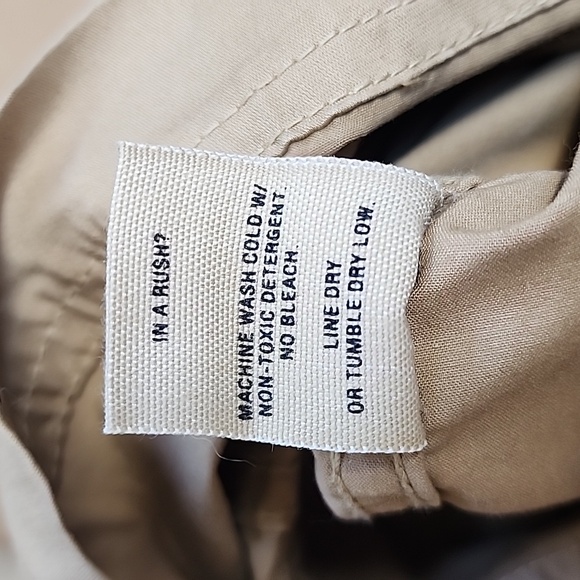 IN A RUSH?
MACHINE WASH COLD W/
NON-TOXIC DETERGENT.
NO BLEACH.
LINE DRY
OR TUMBLE DRY LOW.